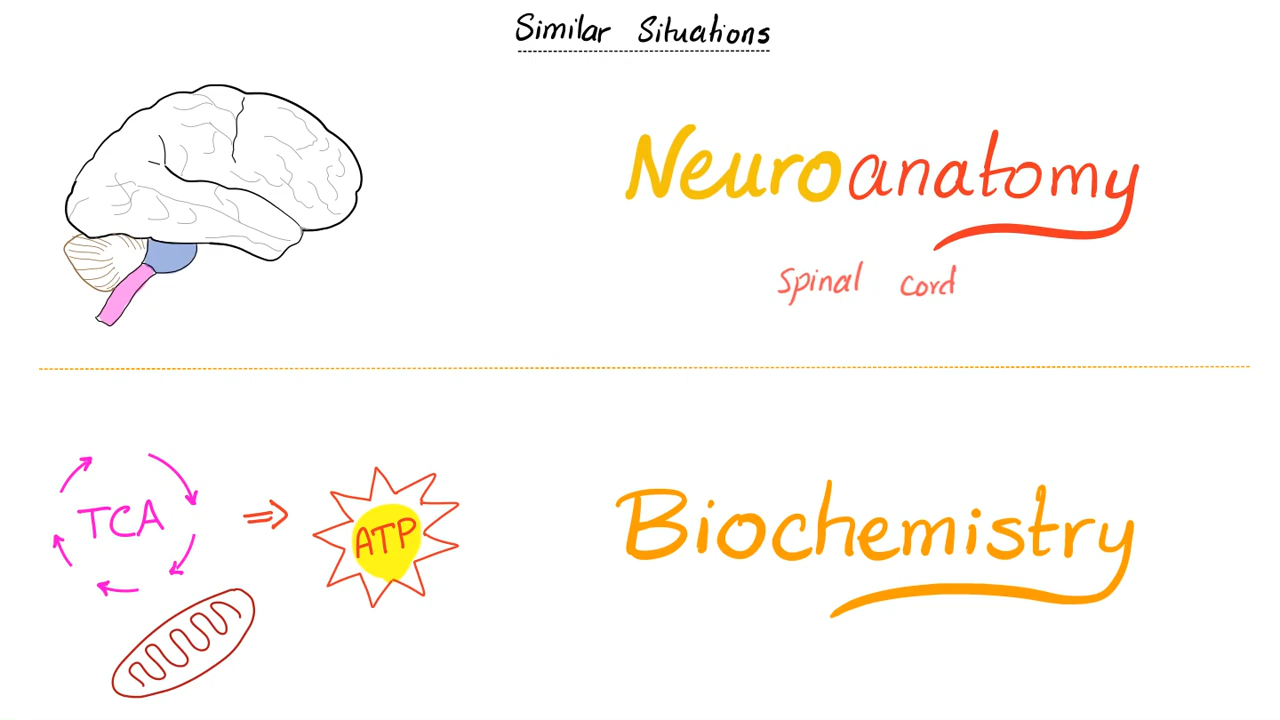 Similar Situations
Neuroanatomy
Spinal cord
TCA
ATP
Biochemistry